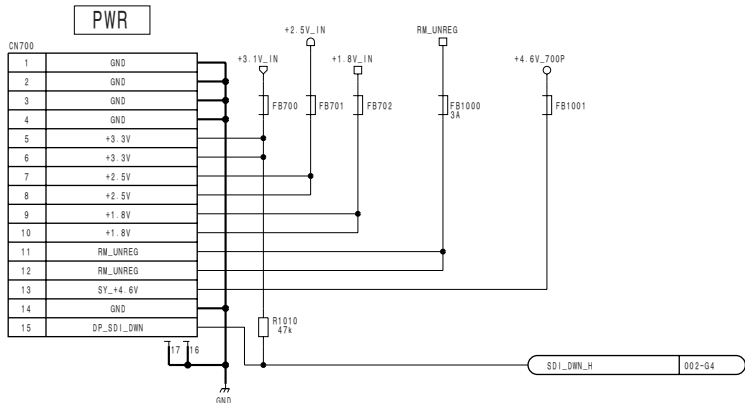 PWR
+2.5V_IN
RM_UNREG
CN700
+3.1V_IN
+1.8V_IN
+4.6V_700P
1 GND
2 GND
3 GND
4 GND
5 +3.3V
6 +3.3V
7 +2.5V
8 +2.5V
9 +1.8V
10 +1.8V
11 RM_UNREG
12 RM_UNREG
13 SY_+4.6V
14 GND
15 DP_SDI_DWN
FB700
FB701
FB702
FB1000
3A
FB1001
R1010
47k
17 16
SDI_DWN_H 002-G4
GND